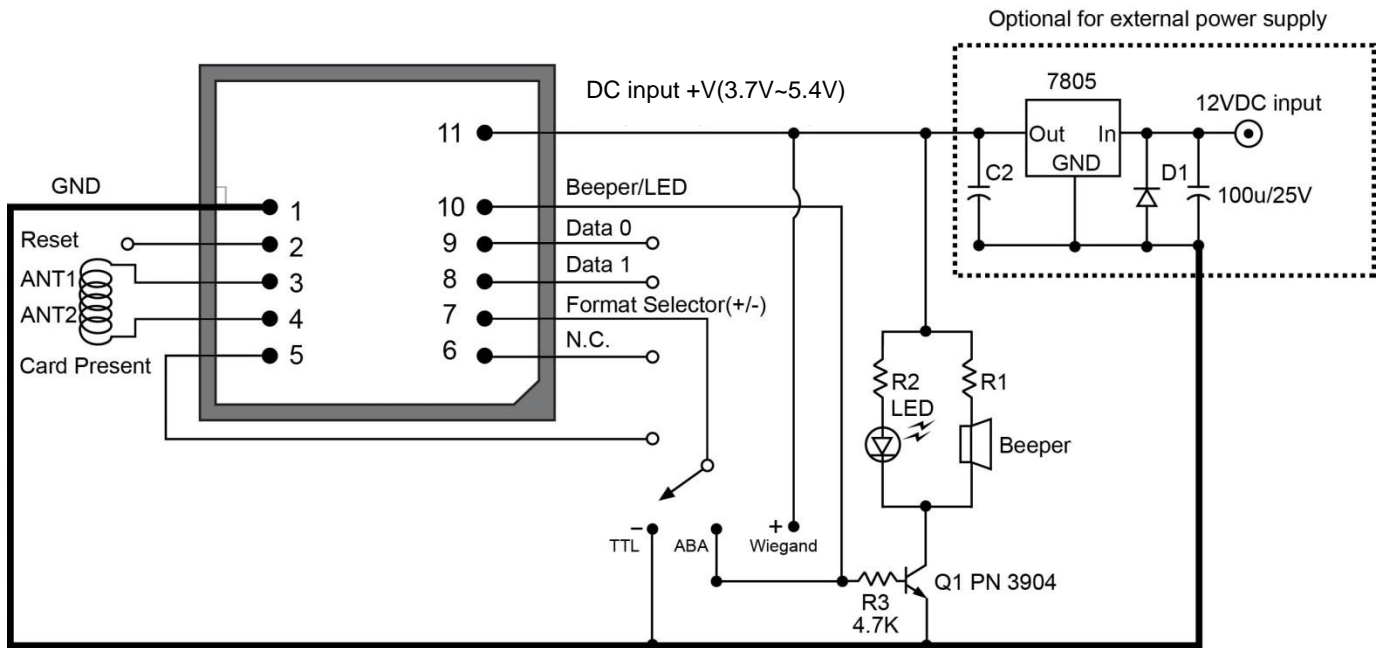 Optional for external power supply
DC input +V(3.7V~5.4V)
7805
12VDC input
Out
In
GND
C2
D1
100u/25V
GND
Reset
ANT1
ANT2
Card Present
1
2
3
4
5
11
10
9
8
7
6
Beeper/LED
Data 0
Data 1
Format Selector(+/-)
N.C.
R2
LED
R1
Beeper
−
TTL
ABA
+
Wiegand
R3
4.7K
Q1 PN 3904